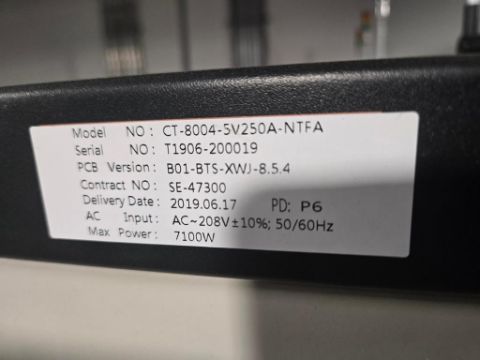 Model NO: CT-8004-5V250A-NTFA
Serial NO: T1906-200019
PCB Version: B01-BTS-XWJ-8.5.4
Contract NO: SE-47300
Delivery Date: 2019.06.17 PD: P6
AC Input: AC~208V±10%; 50/60Hz
Max Power: 7100W